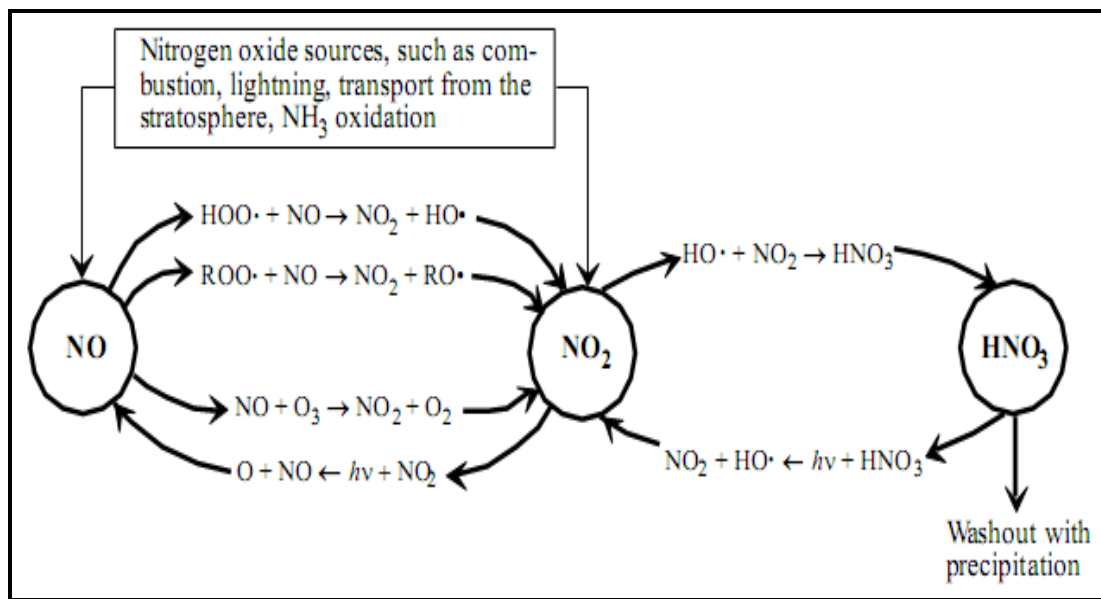 Nitrogen oxide sources, such as com-
bustion, lightning, transport from the
stratosphere, NH₃ oxidation
HOO· + NO → NO₂ + HO•
ROO· + NO → NO₂ + RO•
HO· + NO₂ → HNO₃
NO
NO₂
HNO₃
NO + O₃ → NO₂ + O₂
O + NO ← hν + NO₂
NO₂ + HO· ← hν + HNO₃
Washout with
precipitation